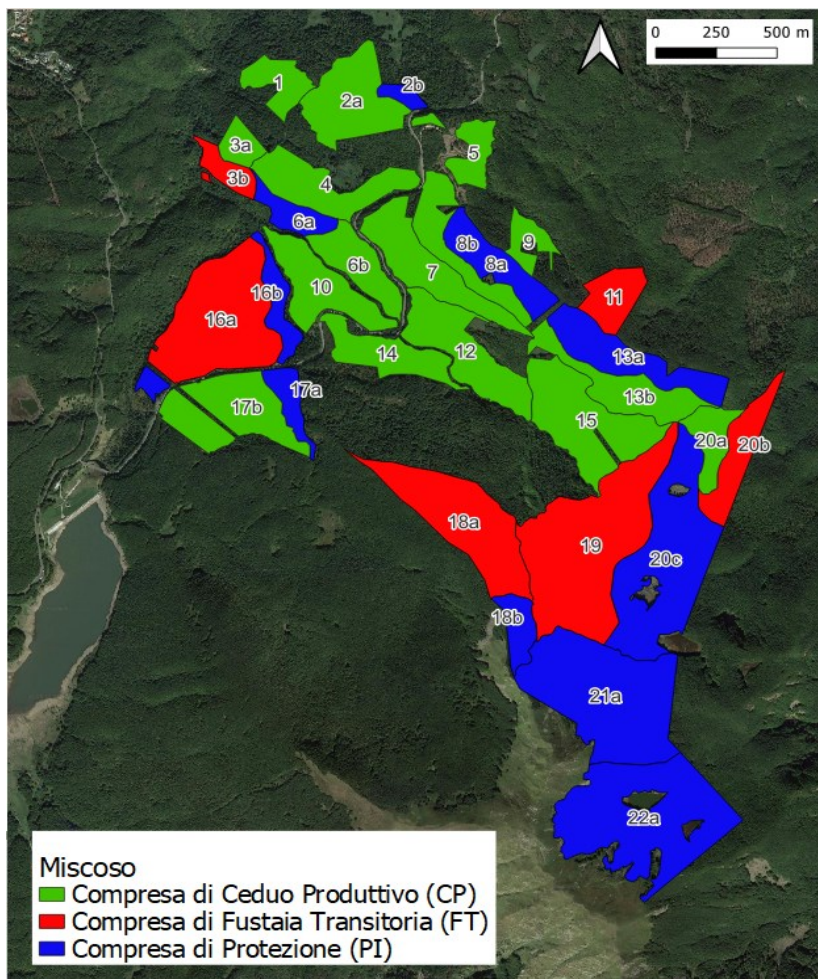 0 250 500 m
1
2a
2b
3a
5
3b
4
6a
8b
9
6b
8a
7
16b
10
11
16a
12
13a
14
17a
13b
17b
15
20a
20b
18a
19
20c
18b
21a
22a
Miscoso
Compresa di Ceduo Produttivo (CP)
Compresa di Fustaia Transitoria (FT)
Compresa di Protezione (PI)